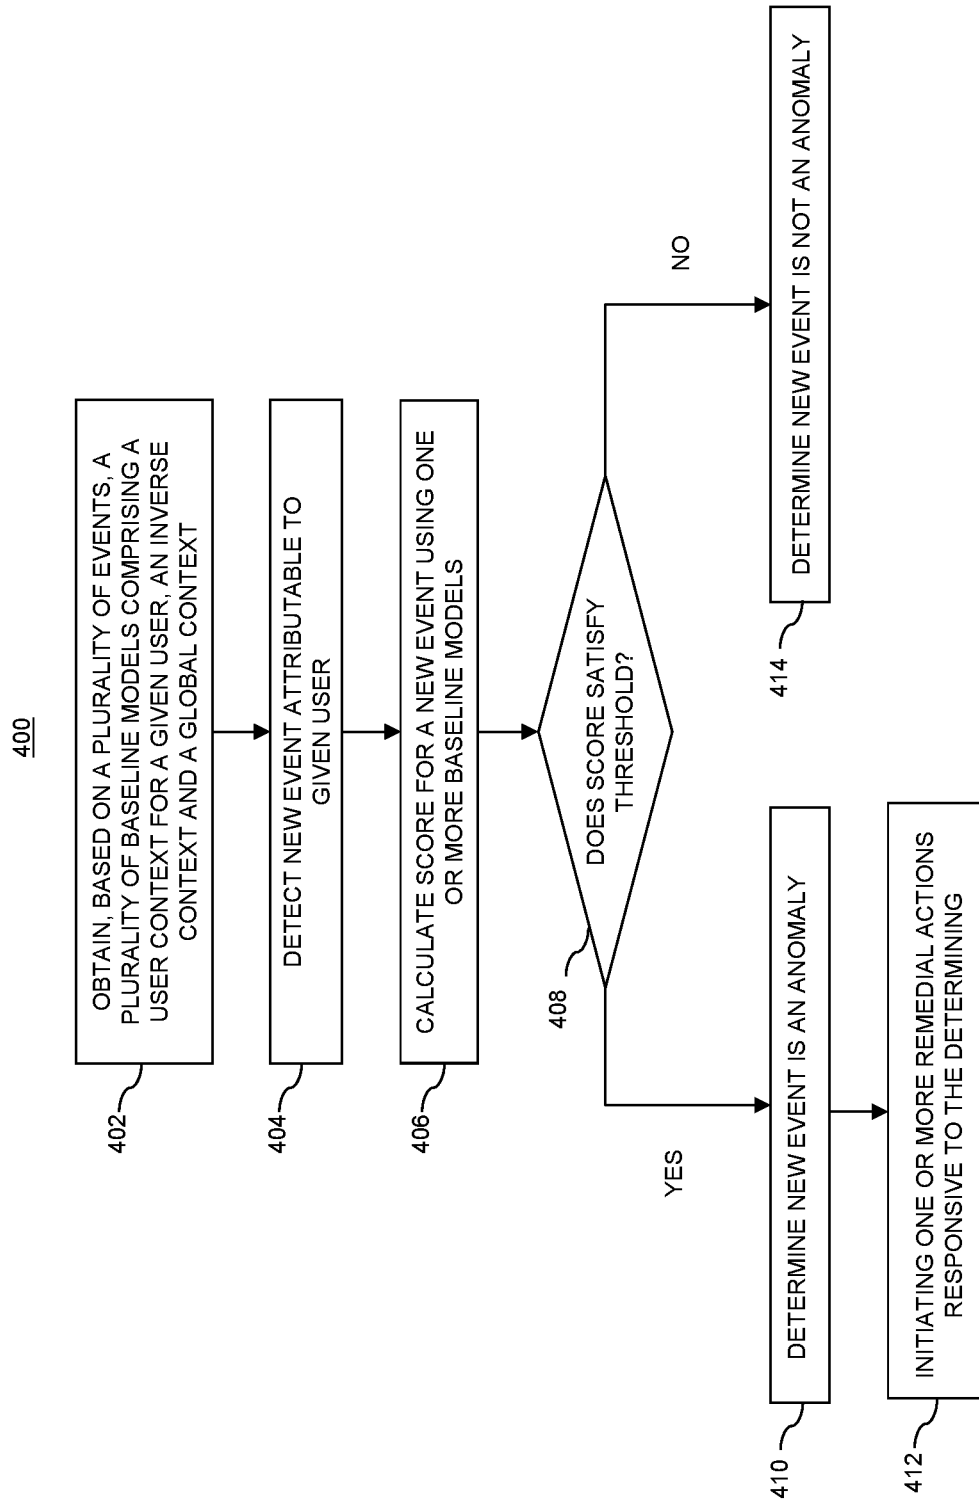 400
OBTAIN, BASED ON A PLURALITY OF EVENTS, A
PLURALITY OF BASELINE MODELS COMPRISING A
USER CONTEXT FOR A GIVEN USER, AN INVERSE
CONTEXT AND A GLOBAL CONTEXT
402
DETECT NEW EVENT ATTRIBUTABLE TO
GIVEN USER
404
CALCULATE SCORE FOR A NEW EVENT USING ONE
OR MORE BASELINE MODELS
406
DOES SCORE SATISFY
THRESHOLD?
408
YES
NO
DETERMINE NEW EVENT IS AN ANOMALY
410
DETERMINE NEW EVENT IS NOT AN ANOMALY
414
INITIATING ONE OR MORE REMEDIAL ACTIONS
RESPONSIVE TO THE DETERMINING
412